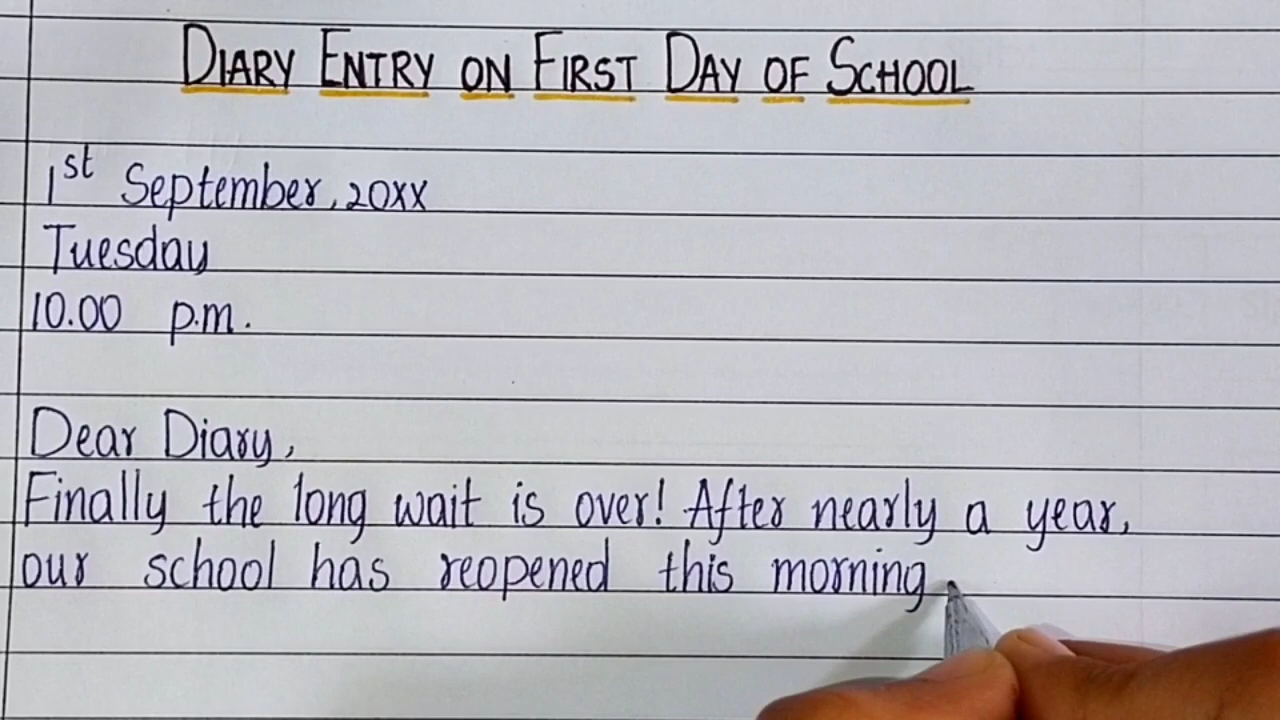 DIARY ENTRY ON FIRST DAY OF SCHOOL
1st September, 20XX
Tuesday
10.00 p.m.
Dear Diary,
Finally the long wait is over! After nearly a year,
our school has reopened this morning